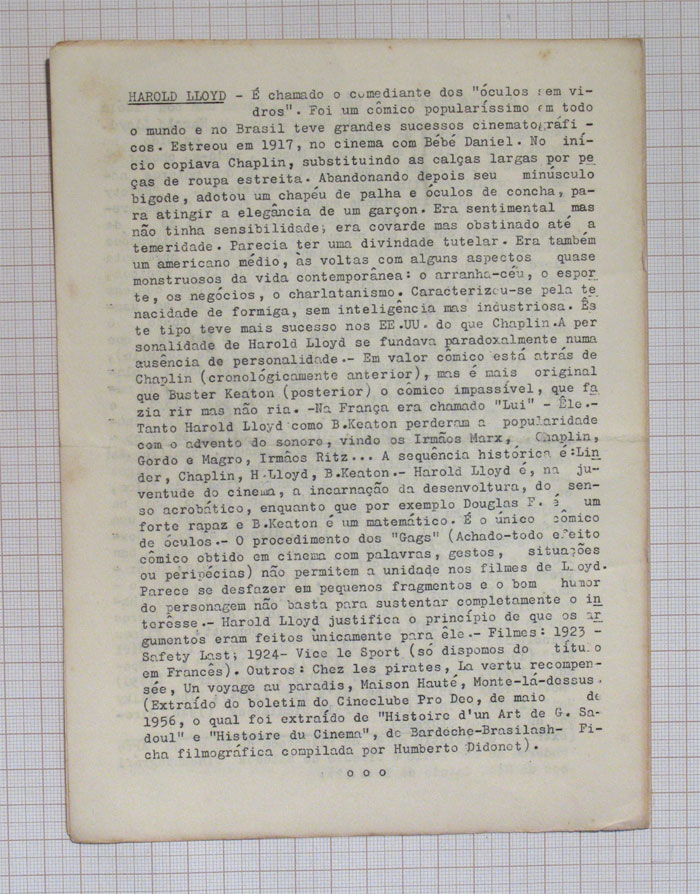 HAROLD LLOYD - É chamado o comediante dos "óculos sem vi-
dros". Foi um cômico popularíssimo em todo
o mundo e no Brasil teve grandes sucessos cinematográfi -
cos. Estreou em 1917, no cinema com Bébé Daniel. No iní-
cio copiava Chaplin, substituindo as calças largas por pe
ças de roupa estreita. Abandonando depois seu minúsculo
bigode, adotou um chapéu de palha e óculos de concha, pa-
ra atingir a elegância de um garçon. Era sentimental mas
não tinha sensibilidade; era covarde mas obstinado até a
temeridade. Parecia ter uma divindade tutelar. Era também
um americano médio, às voltas com alguns aspectos quase
monstruosos da vida contemporânea: o arranha-céu, o espor
te, os negócios, o charlatanismo. Caracterizou-se pela te
nacidade de formiga, sem inteligência mas industriosa. Ês
te tipo teve mais sucesso nos EE.UU. do que Chaplin.A per
sonalidade de Harold Lloyd se fundava paradoxalmente numa
ausência de personalidade.- Em valor cômico está atrás de
Chaplin (cronológicamente anterior), mas é mais original
que Buster Keaton (posterior) o cômico impassível, que fa
zia rir mas não ria. -Na França era chamado "Lui" - Êle.-
Tanto Harold Lloyd como B.Keaton perderam a popularidade
com o advento do sonoro, vindo os Irmãos Marx, Chaplin,
Gordo e Magro, Irmãos Ritz... A sequência histórica é:Lin
der, Chaplin, H.Lloyd, B.Keaton.- Harold Lloyd é, na ju-
ventude do cinema, a incarnação da desenvoltura, do sen-
so acrobático, enquanto que por exemplo Douglas F. é um
forte rapaz e B.Keaton é um matemático. É o único cômico
de óculos.- O procedimento dos "Gags" (Achado-todo efeito
cômico obtido em cinema com palavras, gestos, situações
ou peripécias) não permitem a unidade nos filmes de Lloyd.
Parece se desfazer em pequenos fragmentos e o bom humor
do personagem não basta para sustentar completamente o in
terêsse.- Harold Lloyd justifica o princípio de que os ar
gumentos eram feitos ùnicamente para êle.- Filmes: 1923 -
Safety Last; 1924- Vice le Sport (só dispomos do título
em Francês). Outros: Chez les pirates, La vertu recompen-
sée, Un voyage au paradis, Maison Hauté, Monte-lá-dessus.
(Extraído do boletim do Cineclube Pro Deo, de maio de
1956, o qual foi extraído de "Histoire d'un Art de G. Sa-
doul" e "Histoire du Cinema", de Bardèche-Brasilash- Fi-
cha filmográfica compilada por Humberto Didonet).
o o o